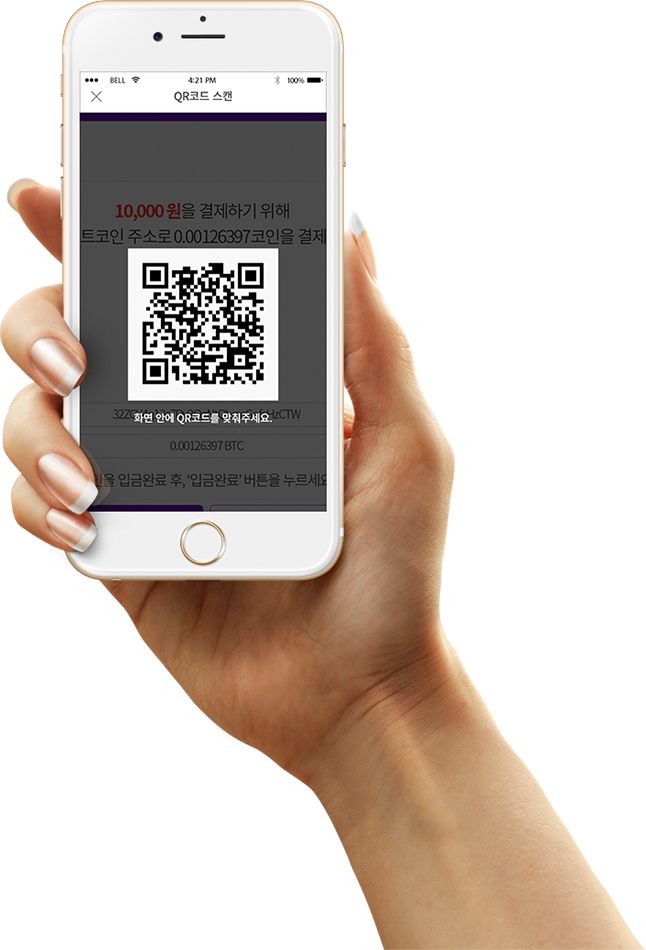 BELL 4:21 PM 100%
QR코드 스캔
10,000 원을 결제하기 위해
트코인 주소로 0.00126397코인을 결제
화면 안에 QR코드를 맞춰주세요.
0.00126397 BTC
입금완료 후, ‘입금완료’ 버튼을 누르세요